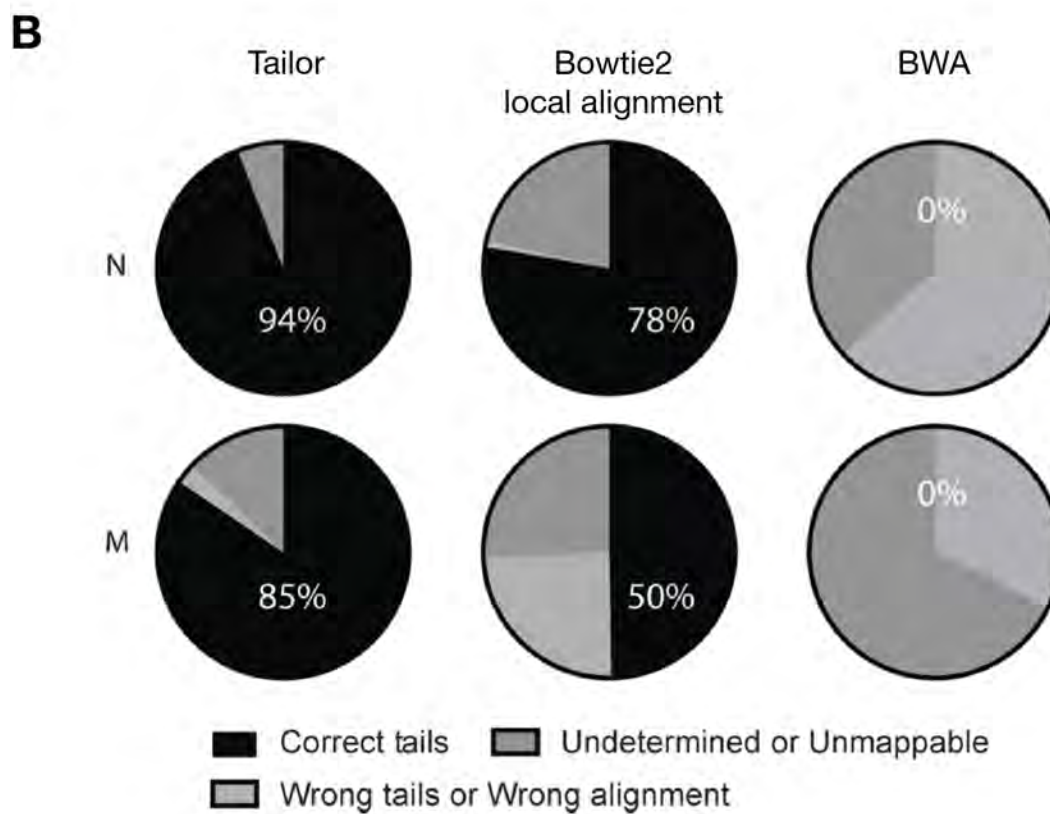 B
Tailor
Bowtie2
local alignment
BWA
N
94%
78%
0%
M
85%
50%
0%
Correct tails
Undetermined or Unmappable
Wrong tails or Wrong alignment